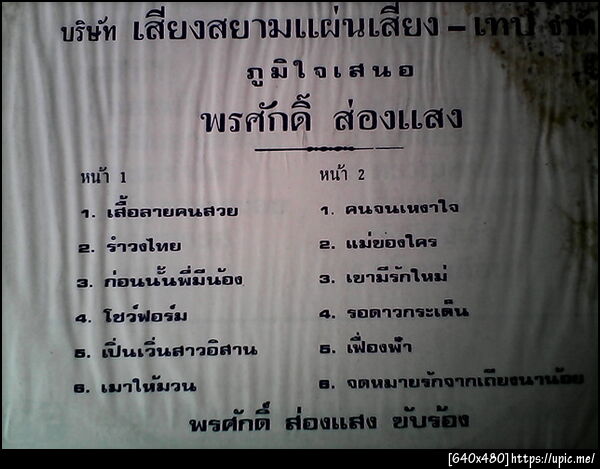 บริษัท เสียงสยามแผ่นเสียง – เทป จำกัด
ภูมิใจเสนอ
พรศักดิ์ ส่องแสง
หน้า 1
1. เสื้อลายคนสวย
2. รำวงไทย
3. ก่อนนั้นพี่มีน้อง
4. โชว์ฟอร์ม
5. เปิ่นเวิ่นสาวอิสาน
6. เมาให้มวน
หน้า 2
1. คนจนเหงาใจ
2. แม่ของใคร
3. เขามีรักใหม่
4. รอดาวกระเด็น
5. เฟื่องฟ้า
6. จดหมายรักจากเถียงนาน้อย
พรศักดิ์ ส่องแสง ขับร้อง
[640x480]https://upic.me/